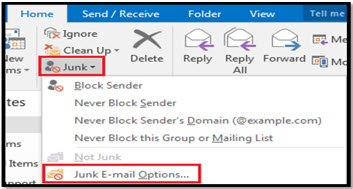 Home Send / Receive Folder View Tell me
New
Items
Ignore
Clean Up
Junk
Delete
Reply
Reply
All
Forward
Me
Mo
Block Sender
Never Block Sender
Never Block Sender's Domain (@example.com)
Never Block this Group or Mailing List
Not Junk
Junk E-mail Options...
Items